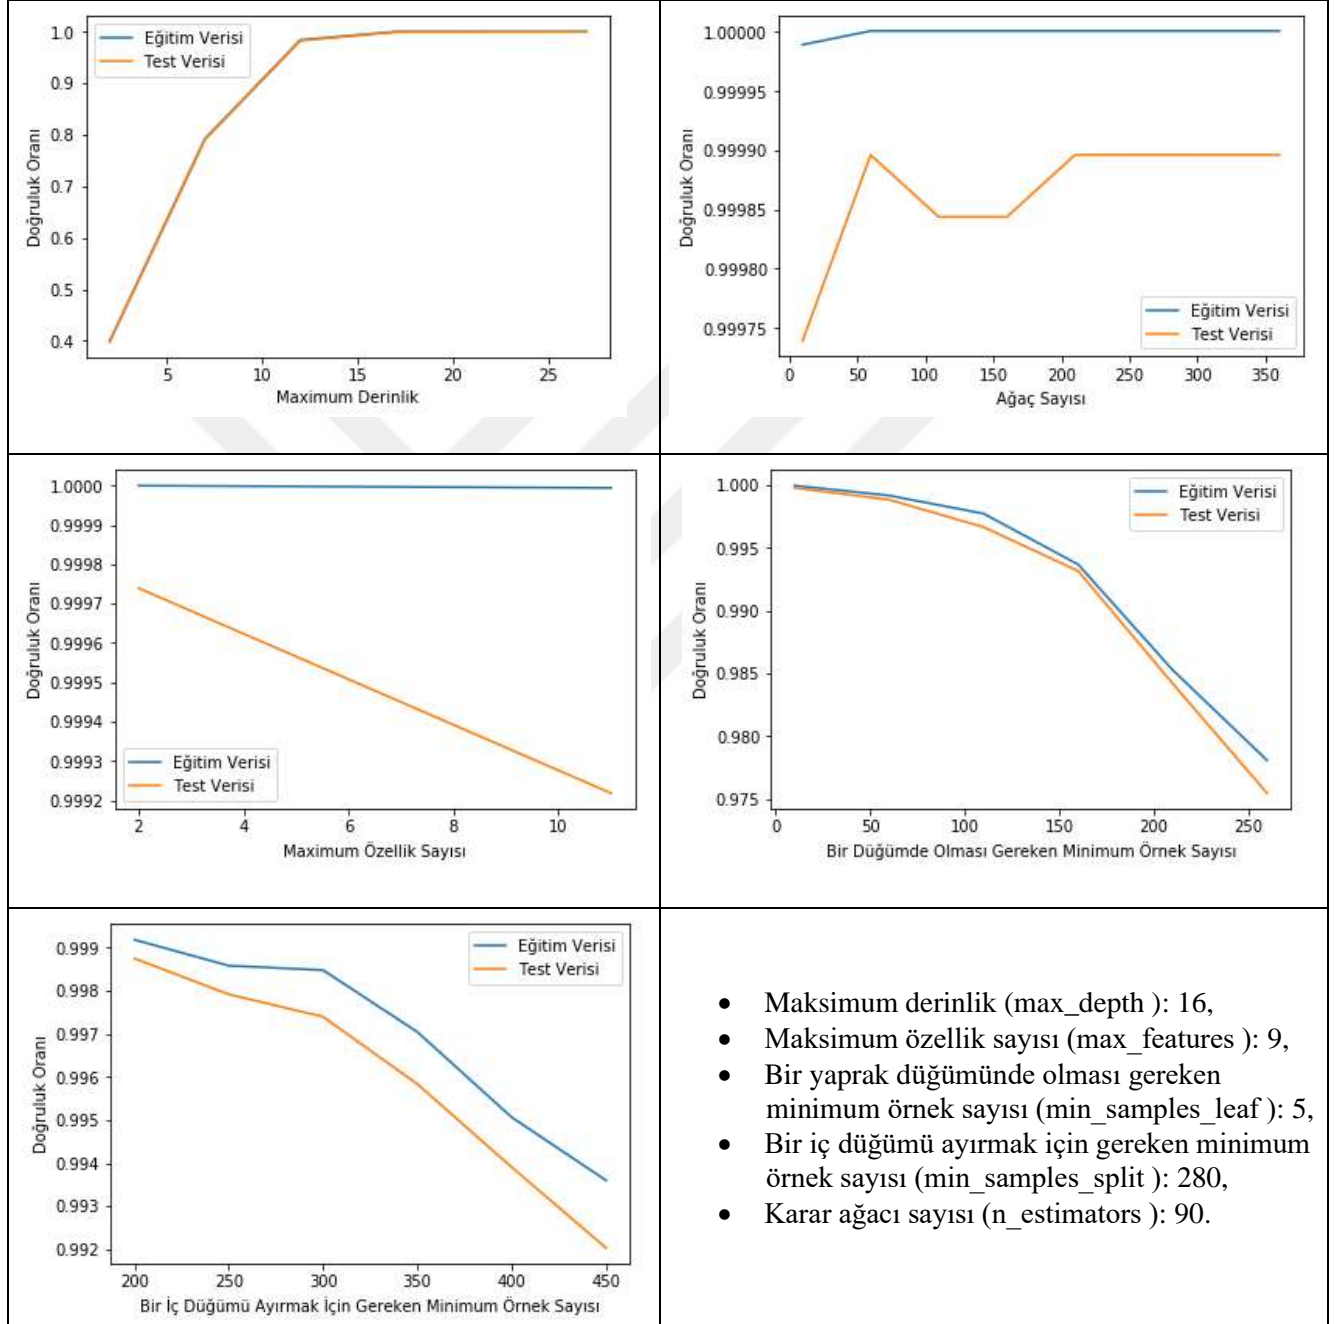 1.0
0.9
0.8
0.7
0.6
0.5
0.4
Doğruluk Oranı
Eğitim Verisi
Test Verisi
5 10 15 20 25
Maximum Derinlik
1.00000
0.99995
0.99990
0.99985
0.99980
0.99975
Doğruluk Oranı
Eğitim Verisi
Test Verisi
0 50 100 150 200 250 300 350
Ağaç Sayısı
1.0000
0.9999
0.9998
0.9997
0.9996
0.9995
0.9994
0.9993
0.9992
Doğruluk Oranı
Eğitim Verisi
Test Verisi
2 4 6 8 10
Maximum Özellik Sayısı
1.000
0.995
0.990
0.985
0.980
0.975
Doğruluk Oranı
Eğitim Verisi
Test Verisi
0 50 100 150 200 250
Bir Düğümde Olması Gereken Minimum Örnek Sayısı
0.999
0.998
0.997
0.996
0.995
0.994
0.993
0.992
Doğruluk Oranı
Eğitim Verisi
Test Verisi
200 250 300 350 400 450
Bir İç Düğümü Ayırmak İçin Gereken Minimum Örnek Sayısı
• Maksimum derinlik (max_depth ): 16,
• Maksimum özellik sayısı (max_features ): 9,
• Bir yaprak düğümünde olması gereken
minimum örnek sayısı (min_samples_leaf ): 5,
• Bir iç düğümü ayırmak için gereken minimum
örnek sayısı (min_samples_split ): 280,
• Karar ağacı sayısı (n_estimators ): 90.